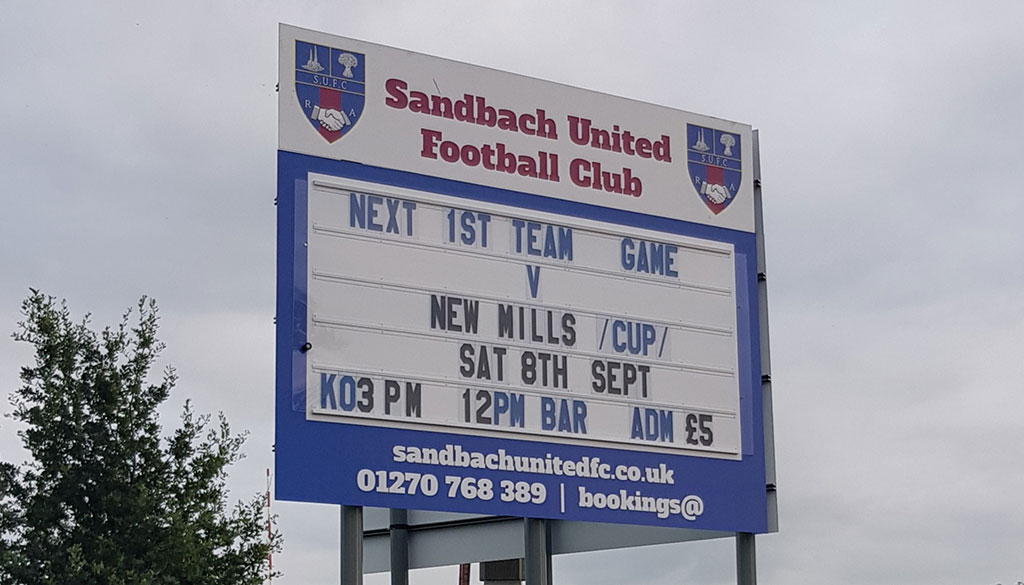 S.U.F.C
R A
Sandbach United
Football Club
S.U.F.C
R A
NEXT 1ST TEAM GAME
V
NEW MILLS /CUP/
SAT 8TH SEPT
KO3 PM 12PM BAR ADM £5
sandbachunitedfc.co.uk
01270 768 389 | bookings@